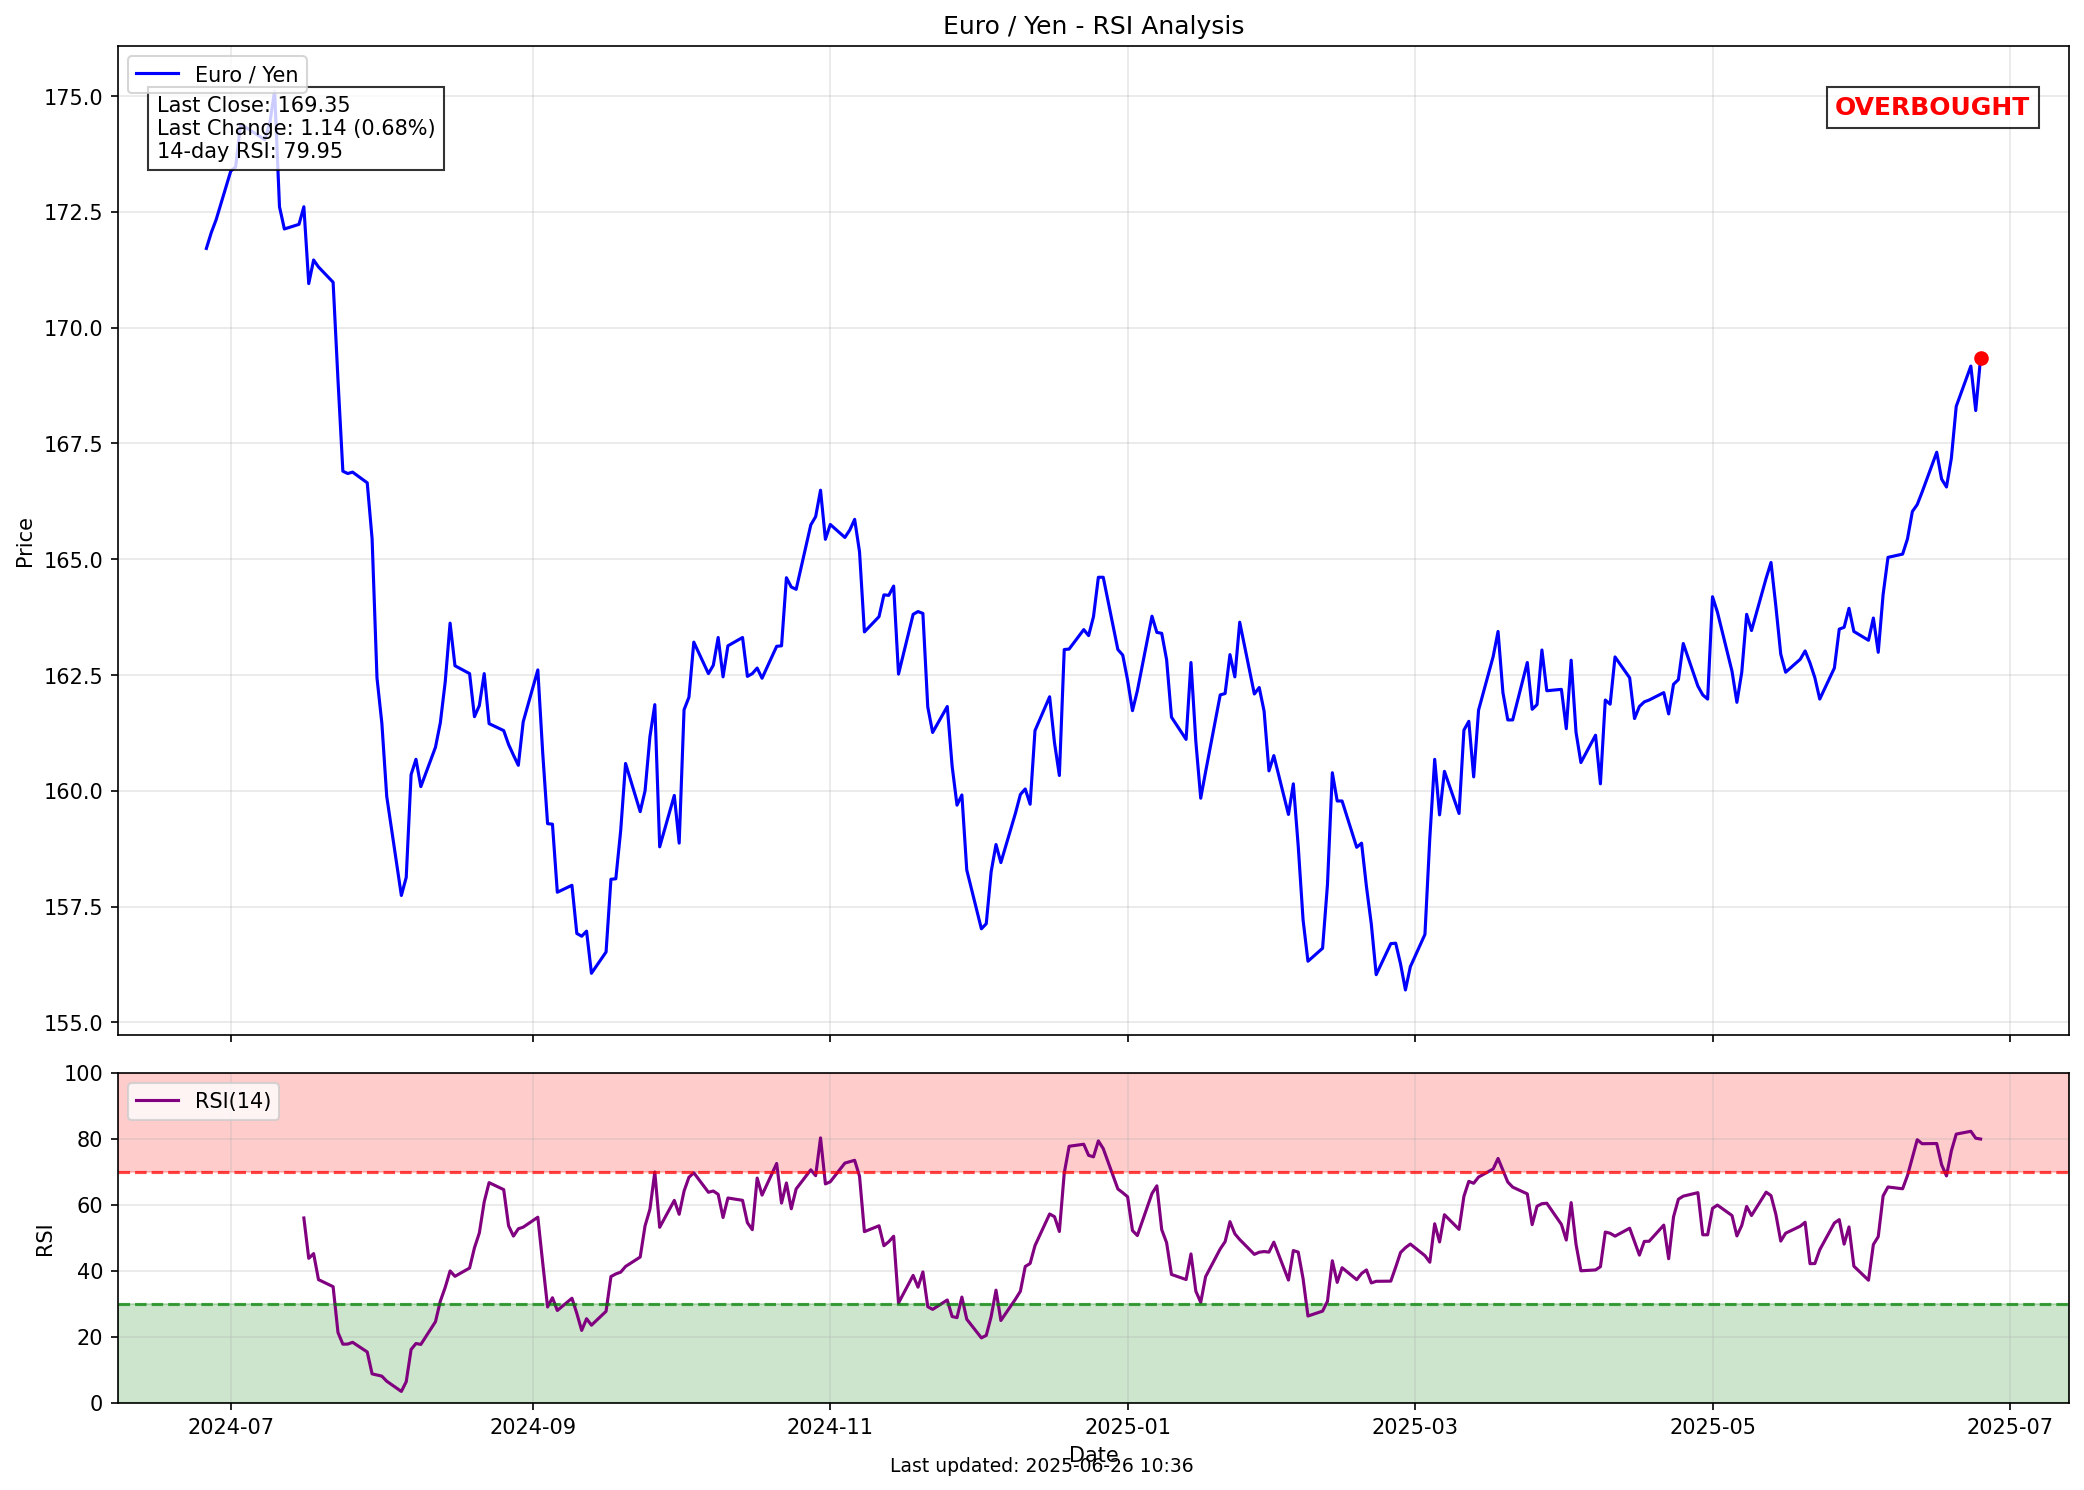 Euro / Yen - RSI Analysis
Euro / Yen
Last Close: 169.35
Last Change: 1.14 (0.68%)
14-day RSI: 79.95
OVERBOUGHT
175.0
172.5
170.0
167.5
165.0
162.5
160.0
157.5
155.0
Price
RSI(14)
100
80
60
40
20
0
RSI
2024-07
2024-09
2024-11
2025-01
2025-03
2025-05
2025-07
Date
Last updated: 2025-06-26 10:36